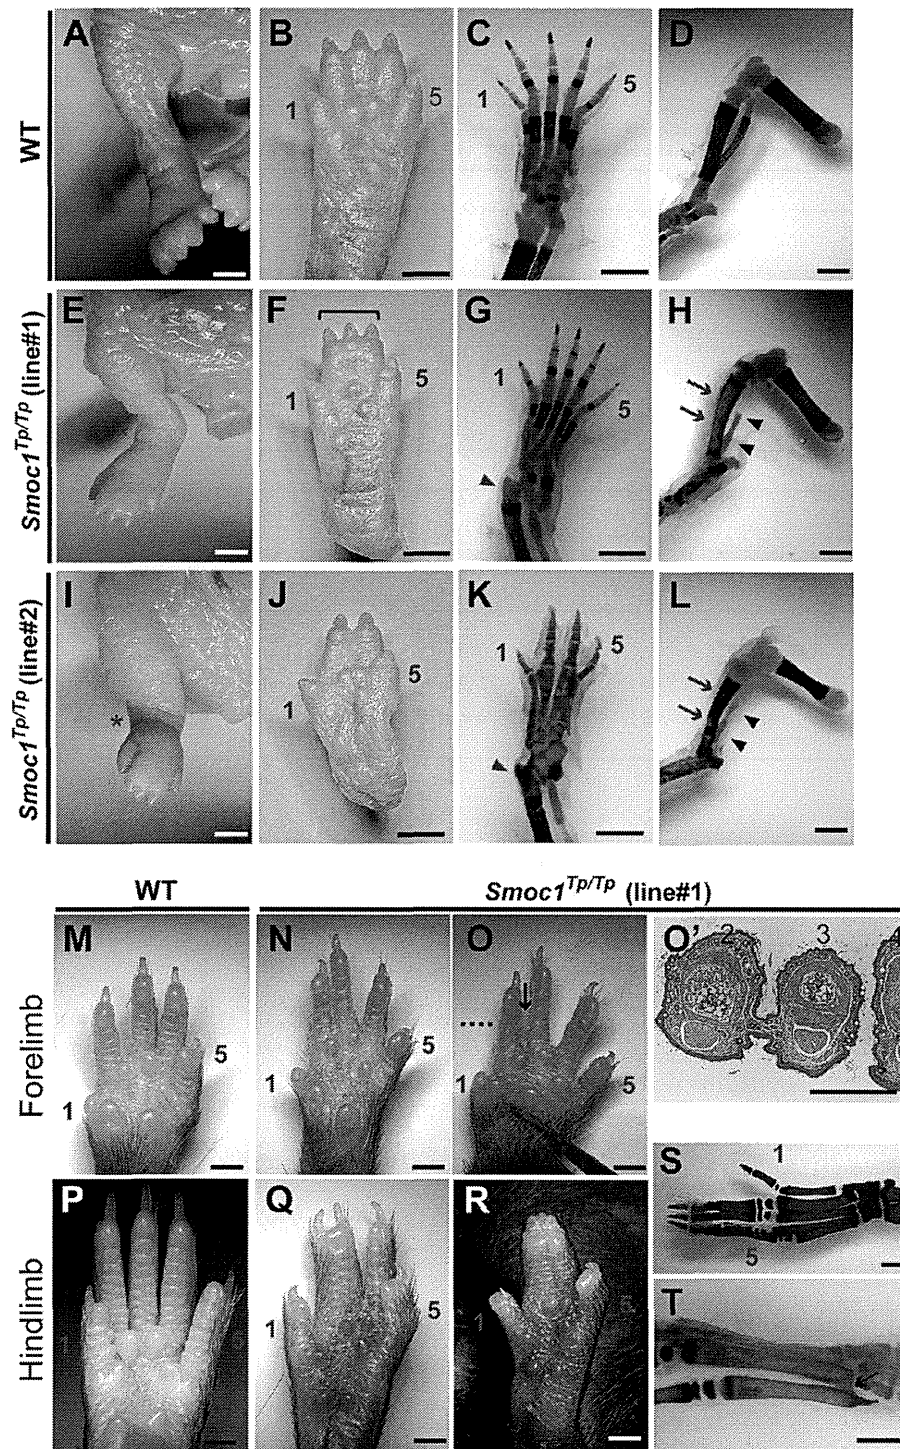 A B C D
WT
1 5
1 5
E F G H
Smoc1Tp/Tp (line#1)
1 5
1 5
I J K L
Smoc1Tp/Tp (line#2)
*
1 5
1 5
WT Smoc1Tp/Tp (line#1)
M N O O'
Forelimb
2 3 4
1 5
1 5
1 5
P Q R S
Hindlimb
1 5
1 5
1 5
T